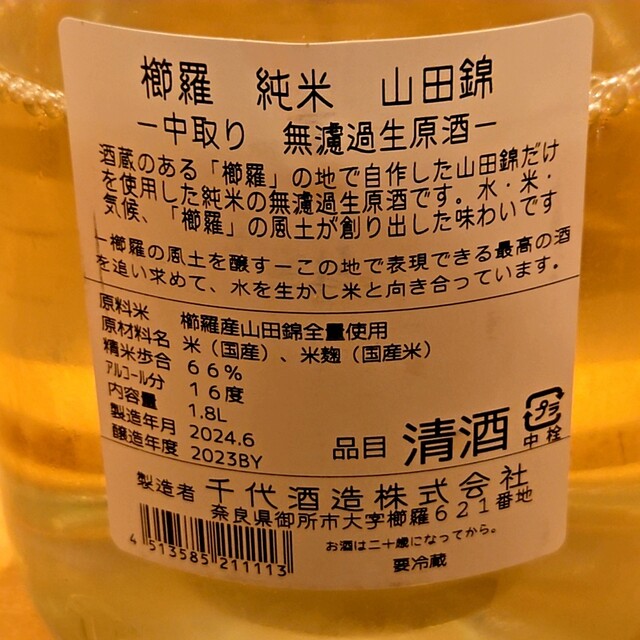 櫛羅 純米 山田錦
－中取り 無濾過生原酒－
酒蔵のある「櫛羅」の地で自作した山田錦だけ
を使用した純米の無濾過生原酒です。水・米・
気候、「櫛羅」の風土が創り出した味わいです
－櫛羅の風土を醸す－この地で表現できる最高の酒
を追い求めて、水を生かし米と向き合っています。
原料米 櫛羅産山田錦全量使用
原材料名 米（国産）、米麹（国産米）
精米歩合 66％
アルコール分 16度
内容量 1.8L
製造年月 2024.6
醸造年度 2023BY
品目 清酒
プラ
中栓
製造者 千代酒造株式会社
奈良県御所市大字櫛羅621番地
4 513585 211113
お酒は二十歳になってから。
要冷蔵